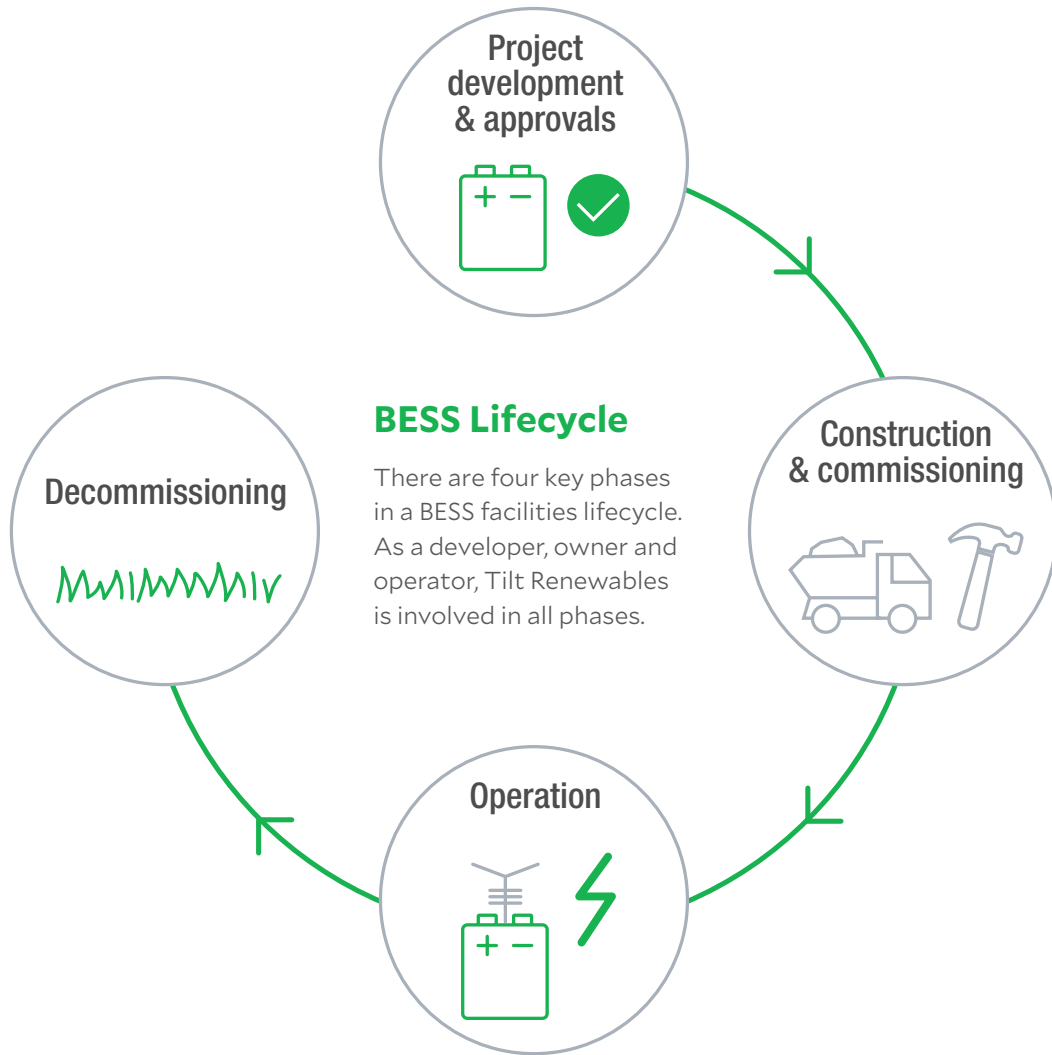 Project
development
& approvals
BESS Lifecycle
There are four key phases
in a BESS facilities lifecycle.
As a developer, owner and
operator, Tilt Renewables
is involved in all phases.
Construction
& commissioning
Operation
Decommissioning